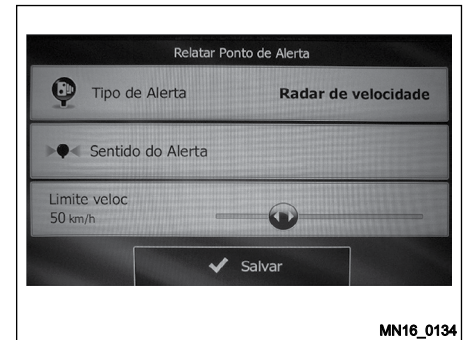 Relatar Ponto de Alerta
Tipo de Alerta Radar de velocidade
Sentido do Alerta
Limite veloc
50 km/h
Salvar
MN16_0134